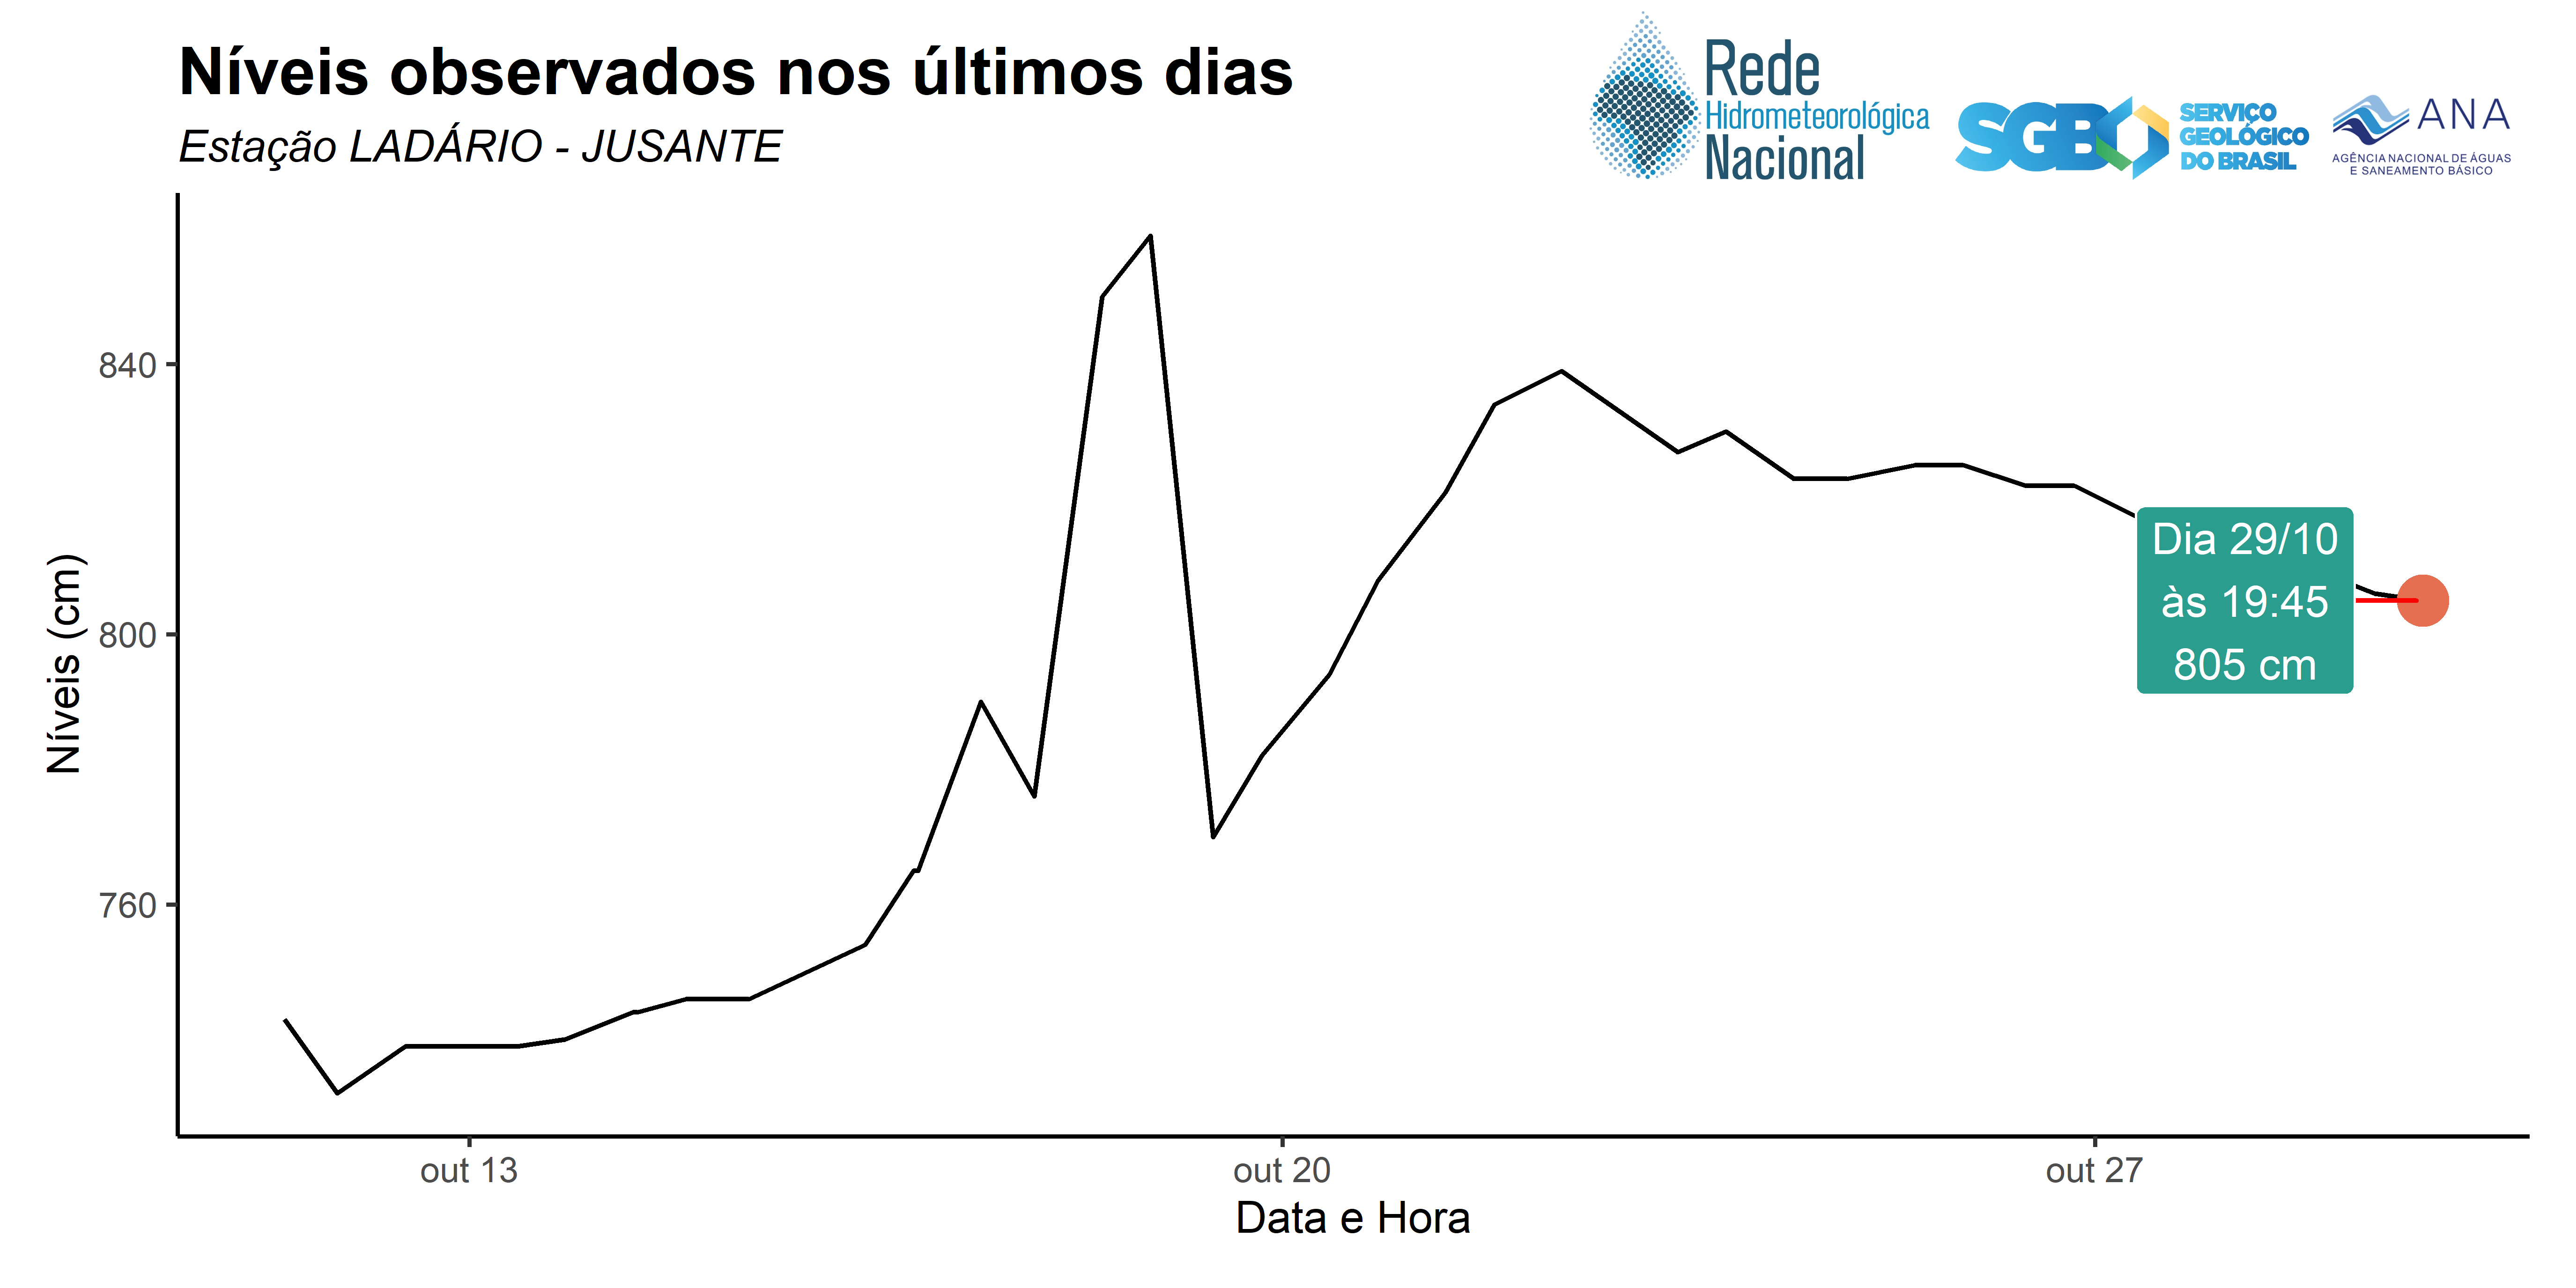 Níveis observados nos últimos dias
Estação LADÁRIO - JUSANTE
Rede
Hidrometeorológica
Nacional
SGB
SERVIÇO
GEOLÓGICO
DO BRASIL
ANA
AGÊNCIA NACIONAL DE ÁGUAS
E SANEAMENTO BÁSICO
Níveis (cm)
840
800
760
Dia 29/10
às 19:45
805 cm
out 13
out 20
out 27
Data e Hora